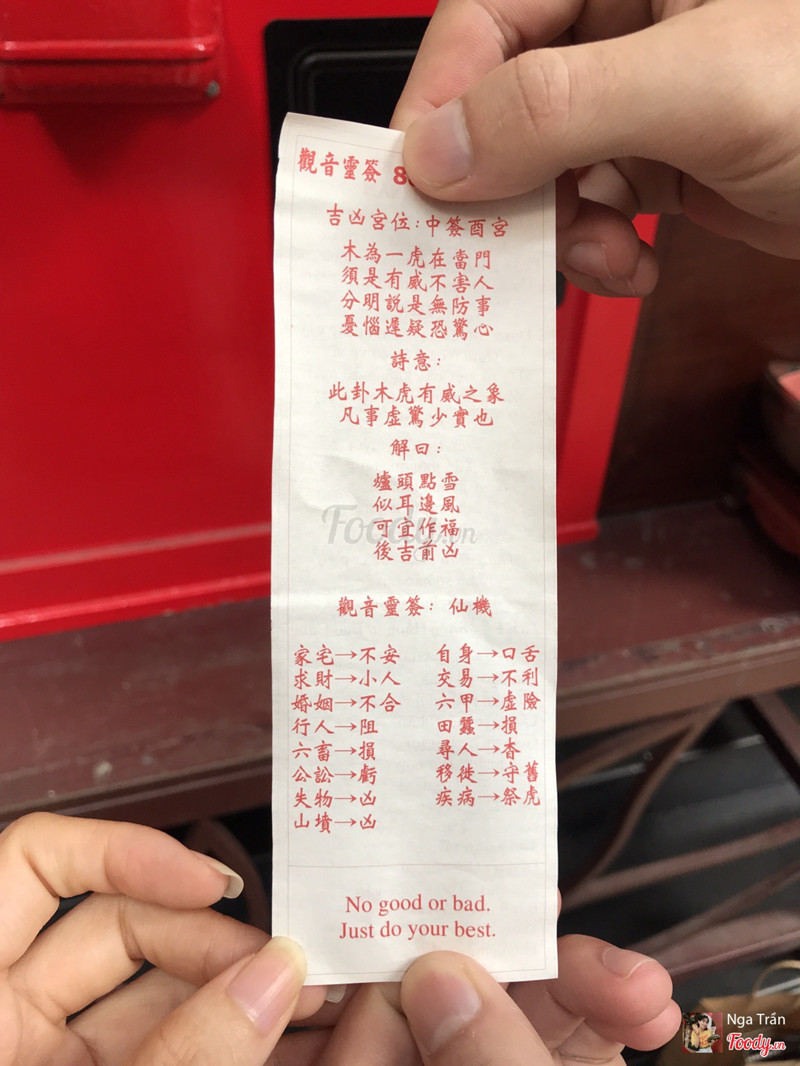 觀音靈簽 8
吉凶宮位:中簽酉宮
木為一虎在當門
須是有威不害人
分明說是無防事
憂惱遲疑恐驚心
詩意:
此卦木虎有威之象
凡事虛驚少實也
解曰:
爐頭點雪
似耳邊風
可宜作福
後吉前凶
Foody.vn
觀音靈簽: 仙機
家宅→不安 自身→口舌
求財→小人 交易→不利
婚姻→不合 六甲→虛險
行人→阻 田蠶→損
六畜→損 尋人→杳
公訟→虧 移徙→守舊
失物→凶 疾病→祭虎
山墳→凶
No good or bad.
Just do your best.
Nga Trần
Foody.vn